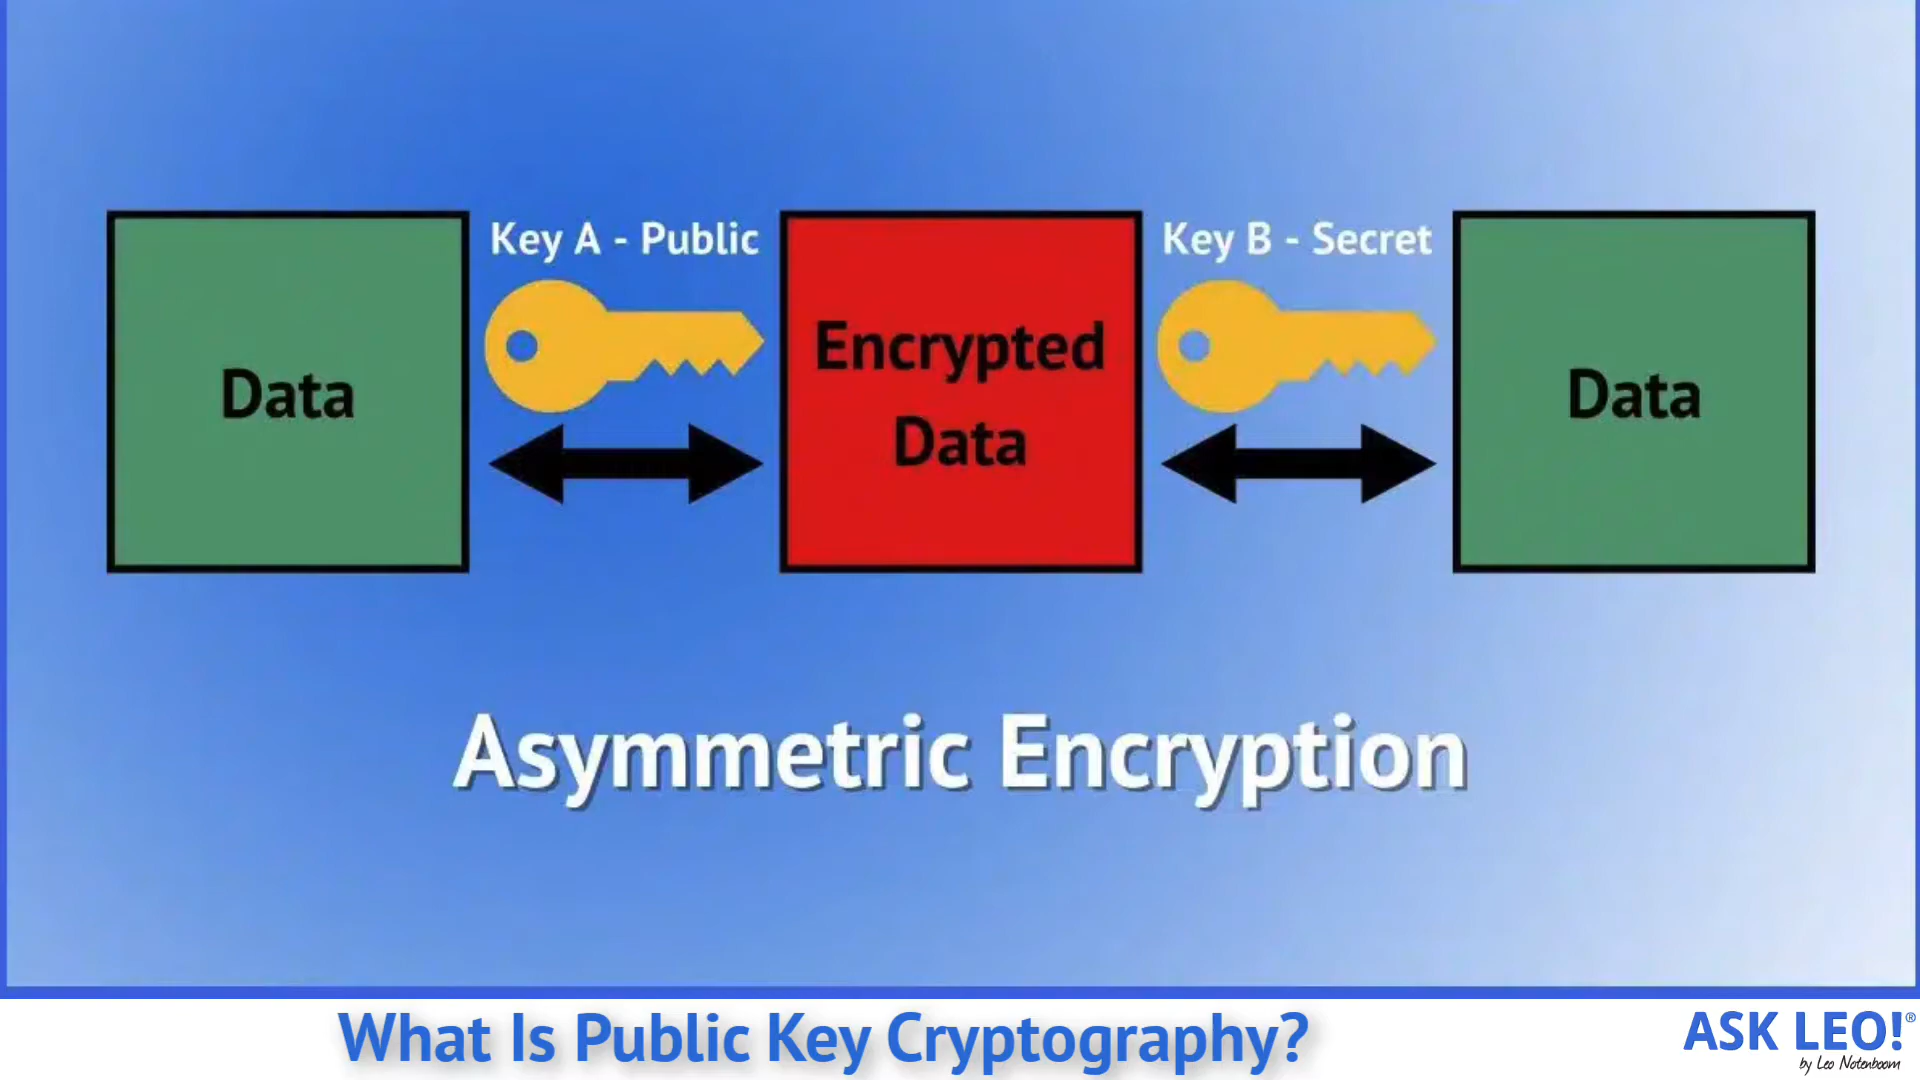 Key A - Public
Key B - Secret
Data
Encrypted
Data
Data
Asymmetric Encryption
What Is Public Key Cryptography?
ASK LEO!®
by Leo Notenboom